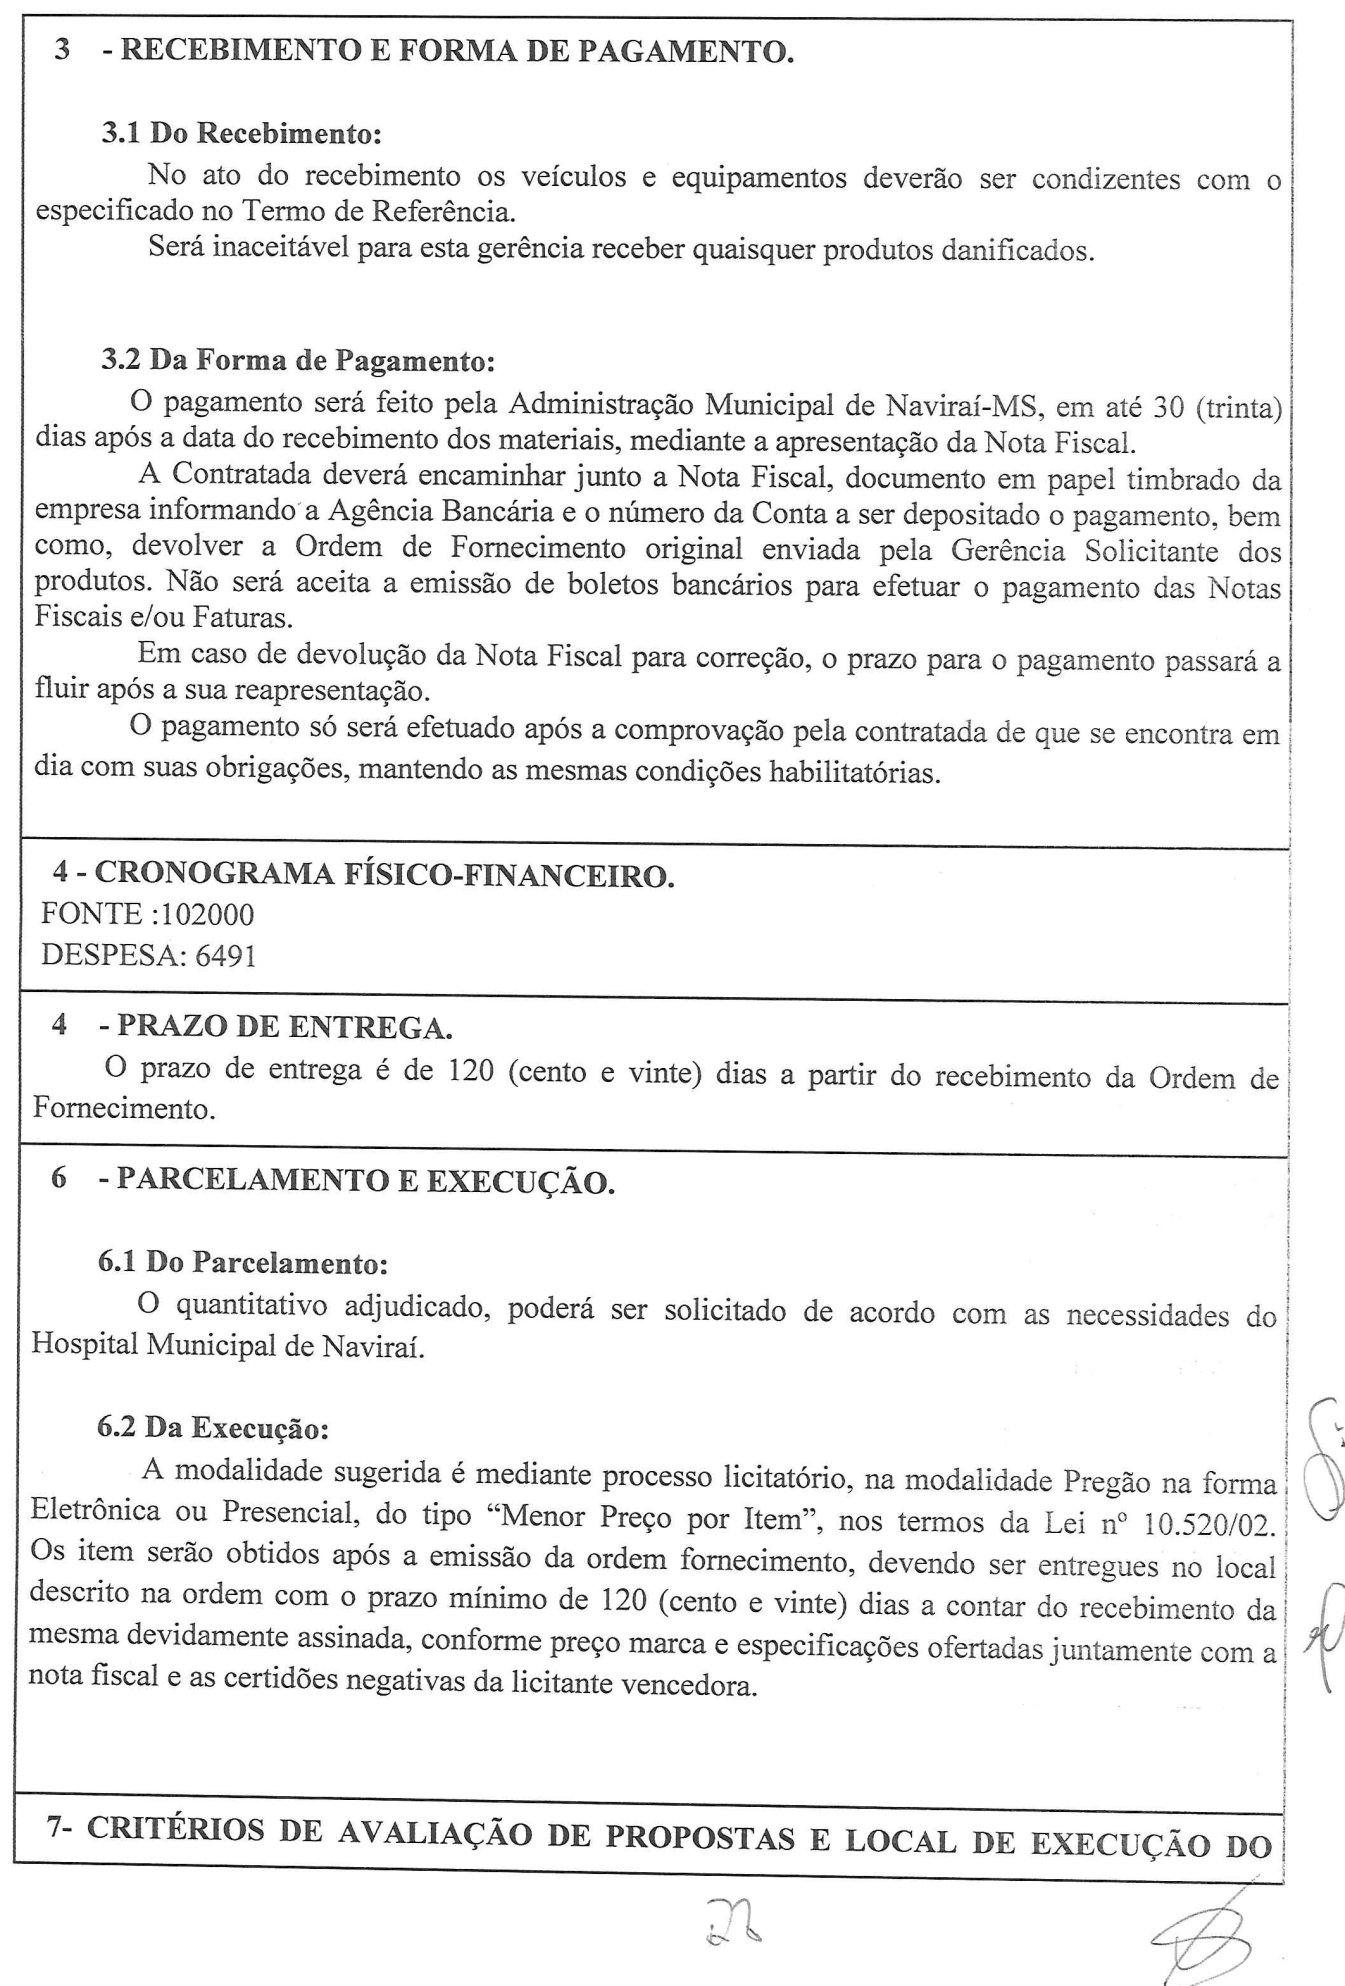 3 - RECEBIMENTO E FORMA DE PAGAMENTO.
3.1 Do Recebimento:
No ato do recebimento os veículos e equipamentos deverão ser condizentes com o
especificado no Termo de Referência.
Será inaceitável para esta gerência receber quaisquer produtos danificados.
3.2 Da Forma de Pagamento:
O pagamento será feito pela Administração Municipal de Naviraí-MS, em até 30 (trinta)
dias após a data do recebimento dos materiais, mediante a apresentação da Nota Fiscal.
A Contratada deverá encaminhar junto a Nota Fiscal, documento em papel timbrado da
empresa informando a Agência Bancária e o número da Conta a ser depositado o pagamento, bem
como, devolver a Ordem de Fornecimento original enviada pela Gerência Solicitante dos
produtos. Não será aceita a emissão de boletos bancários para efetuar o pagamento das Notas
Fiscais e/ou Faturas.
Em caso de devolução da Nota Fiscal para correção, o prazo para o pagamento passará a
fluir após a sua reapresentação.
O pagamento só será efetuado após a comprovação pela contratada de que se encontra em
dia com suas obrigações, mantendo as mesmas condições habilitatórias.
4 - CRONOGRAMA FÍSICO-FINANCEIRO.
FONTE :102000
DESPESA: 6491
4 - PRAZO DE ENTREGA.
O prazo de entrega é de 120 (cento e vinte) dias a partir do recebimento da Ordem de
Fornecimento.
6 - PARCELAMENTO E EXECUÇÃO.
6.1 Do Parcelamento:
O quantitativo adjudicado, poderá ser solicitado de acordo com as necessidades do
Hospital Municipal de Naviraí.
6.2 Da Execução:
A modalidade sugerida é mediante processo licitatório, na modalidade Pregão na forma
Eletrônica ou Presencial, do tipo “Menor Preço por Item”, nos termos da Lei nº 10.520/02.
Os item serão obtidos após a emissão da ordem fornecimento, devendo ser entregues no local
descrito na ordem com o prazo mínimo de 120 (cento e vinte) dias a contar do recebimento da
mesma devidamente assinada, conforme preço marca e especificações ofertadas juntamente com a
nota fiscal e as certidões negativas da licitante vencedora.
7- CRITÉRIOS DE AVALIAÇÃO DE PROPOSTAS E LOCAL DE EXECUÇÃO DO